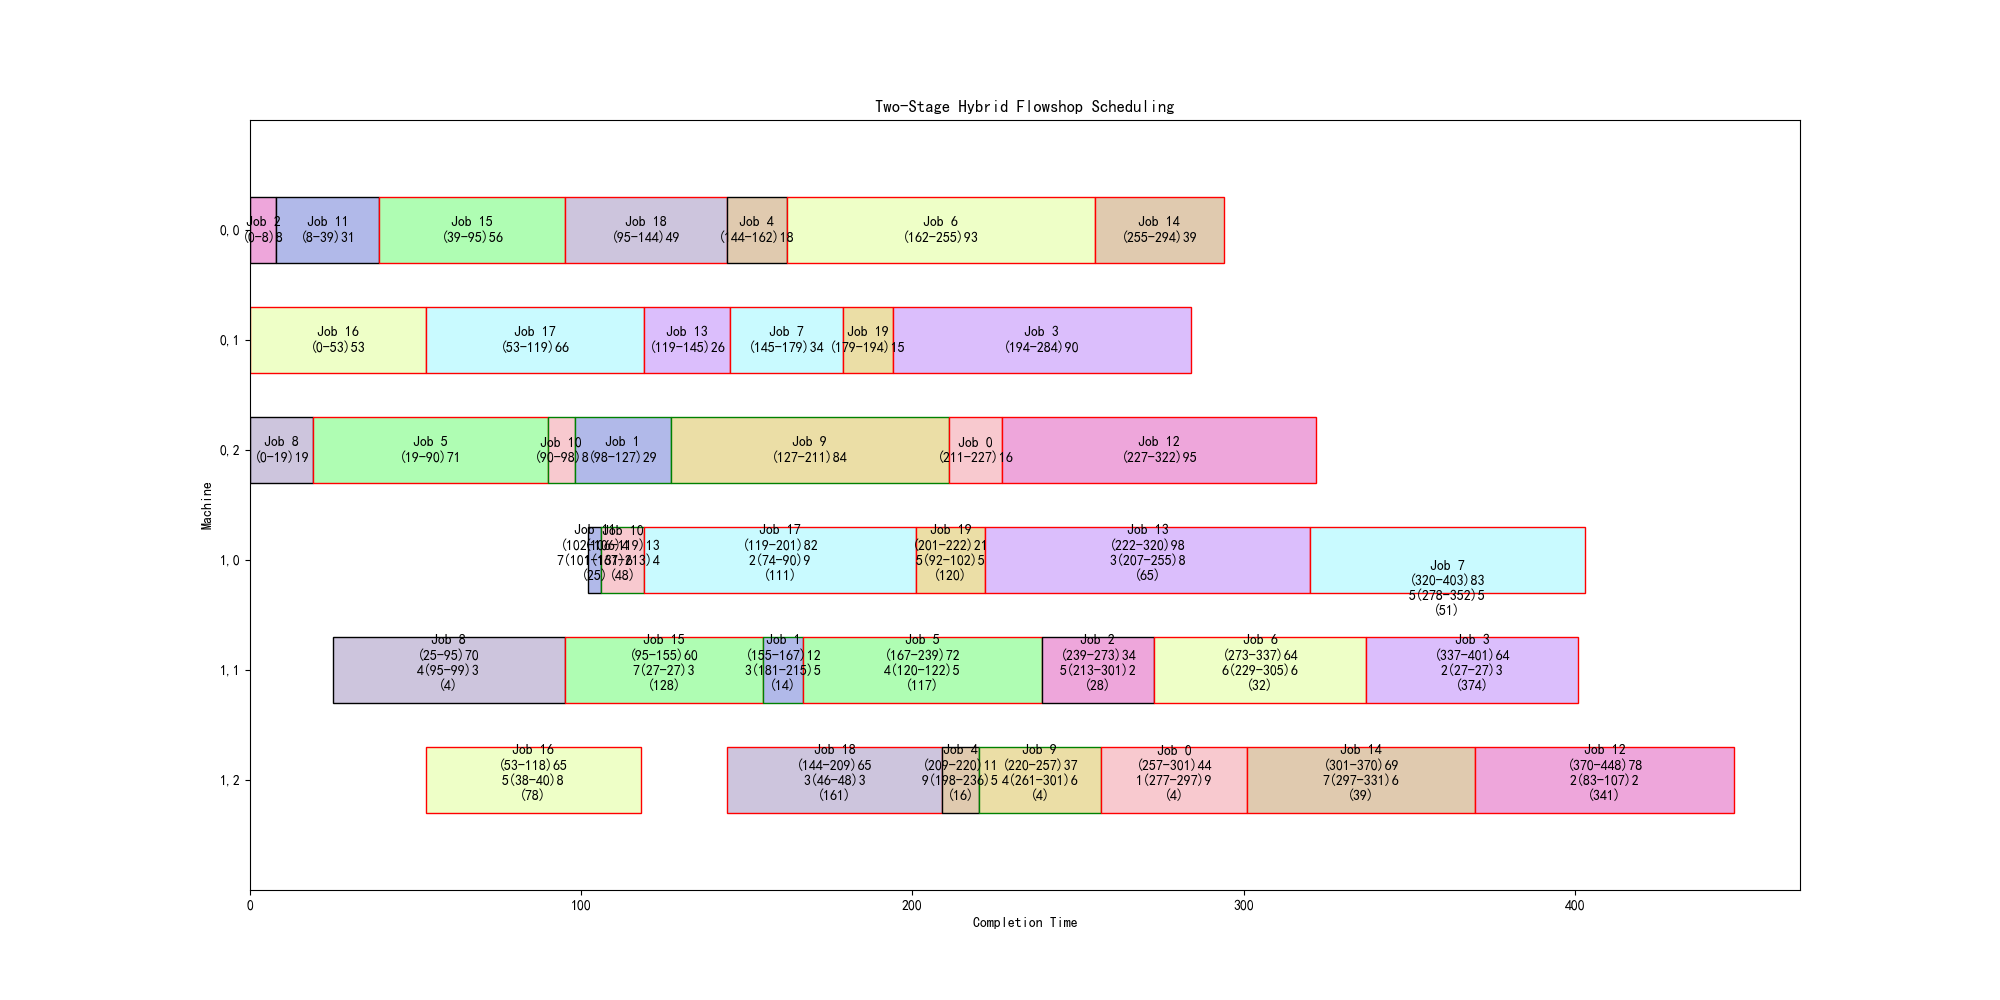 Two-Stage Hybrid Flowshop Scheduling
0,0
Job 2
(0-8)8
Job 11
(8-39)31
Job 15
(39-95)56
Job 18
(95-144)49
Job 4
(144-162)18
Job 6
(162-255)93
Job 14
(255-294)39
0,1
Job 16
(0-53)53
Job 17
(53-119)66
Job 13
(119-145)26
Job 7
(145-179)34
Job 19
(179-194)15
Job 3
(194-284)90
0,2
Job 8
(0-19)19
Job 5
(19-90)71
Job 10
(90-98)8
Job 1
(98-127)29
Job 9
(127-211)84
Job 0
(211-227)16
Job 12
(227-322)95
Machine
1,0
Job 11
(102-106)4
(25)
Job 10
(106-119)13
(48)
Job 17
(119-201)82
2(74-90)9
(111)
Job 19
(201-222)21
5(92-102)5
(120)
Job 13
(222-320)98
3(207-255)8
(65)
Job 7
(320-403)83
5(278-352)5
(51)
1,1
Job 8
(25-95)70
4(95-99)3
(4)
Job 15
(95-155)60
7(27-27)3
(128)
Job 1
(155-167)12
3(181-215)5
(14)
Job 5
(167-239)72
4(120-122)5
(117)
Job 2
(239-273)34
5(213-301)2
(28)
Job 6
(273-337)64
6(229-305)6
(32)
Job 3
(337-401)64
2(27-27)3
(374)
1,2
Job 16
(53-118)65
5(38-40)8
(78)
Job 18
(144-209)65
3(46-48)3
(161)
Job 4
(209-220)11
9(198-236)5
(16)
Job 9
(220-257)37
4(261-301)6
(4)
Job 0
(257-301)44
1(277-297)9
(4)
Job 14
(301-370)69
7(297-331)6
(39)
Job 12
(370-448)78
2(83-107)2
(341)
0
100
200
300
400
Completion Time